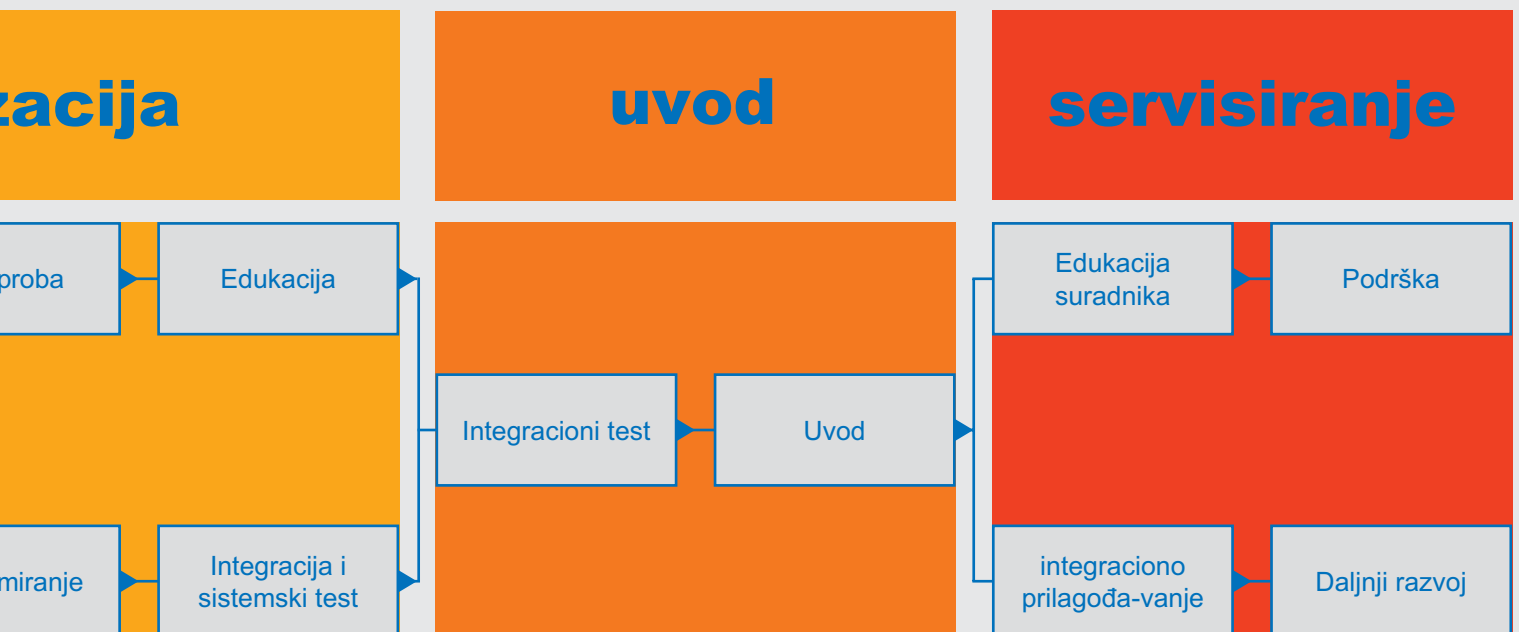 zacija
uvod
servisiranje
proba
Edukacija
Edukacija
suradnika
Podrška
Integracioni test
Uvod
miranje
Integracija i
sistemski test
integraciono
prilagođa-vanje
Daljnji razvoj